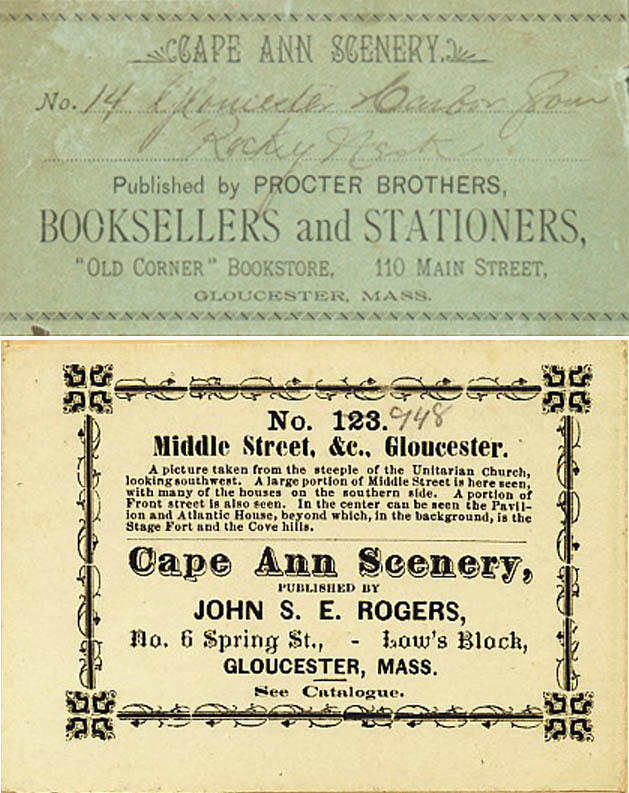 CAPE ANN SCENERY.
No. 14 Gloucester Harbor from
Rocky Neck
Published by PROCTER BROTHERS,
BOOKSELLERS and STATIONERS,
"OLD CORNER" BOOKSTORE, 110 MAIN STREET,
GLOUCESTER, MASS.
No. 123. 948
Middle Street, &c., Gloucester.
A picture taken from the steeple of the Unitarian Church,
looking southwest. A large portion of Middle Street is here seen,
with many of the houses on the southern side. A portion of
Front street is also seen. In the center can be seen the Pavil-
ion and Atlantic House, beyond which, in the background, is the
Stage Fort and the Cove hills.
Cape Ann Scenery,
PUBLISHED BY
JOHN S. E. ROGERS,
No. 6 Spring St., - Low's Block,
GLOUCESTER, MASS.
See Catalogue.